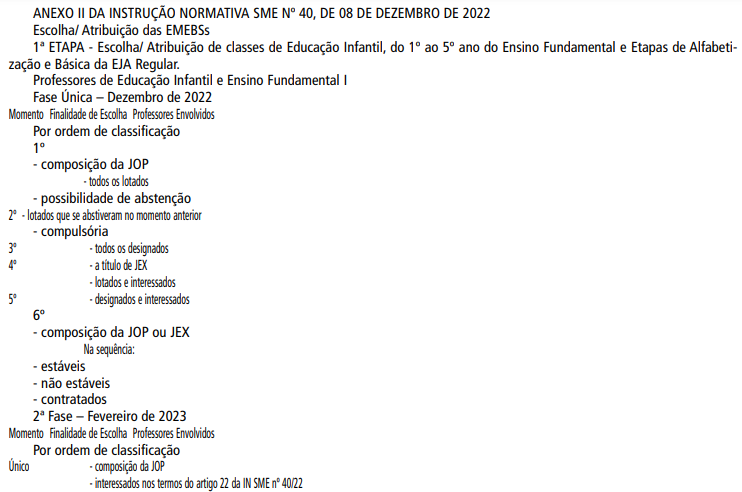 ANEXO II DA INSTRUÇÃO NORMATIVA SME Nº 40, DE 08 DE DEZEMBRO DE 2022
Escolha/ Atribuição das EMEBSs
1ª ETAPA - Escolha/ Atribuição de classes de Educação Infantil, do 1º ao 5º ano do Ensino Fundamental e Etapas de Alfabeti-
zação e Básica da EJA Regular.
Professores de Educação Infantil e Ensino Fundamental I
Fase Única – Dezembro de 2022
Momento Finalidade de Escolha Professores Envolvidos
Por ordem de classificação
1º
- composição da JOP
- todos os lotados
- possibilidade de abstenção
2º - lotados que se abstiveram no momento anterior
- compulsória
3º - todos os designados
4º - a título de JEX
- lotados e interessados
5º - designados e interessados
6º
- composição da JOP ou JEX
Na sequência:
- estáveis
- não estáveis
- contratados
2ª Fase – Fevereiro de 2023
Momento Finalidade de Escolha Professores Envolvidos
Por ordem de classificação
Único - composição da JOP
- interessados nos termos do artigo 22 da IN SME nº 40/22